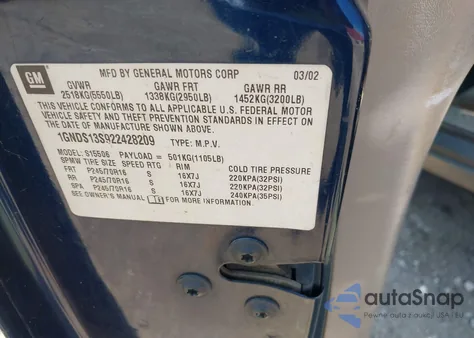 GM
MFD BY GENERAL MOTORS CORP 03/02
GVWR GAWR FRT GAWR RR
2518KG(5550LB) 1338KG(2950LB) 1452KG(3200LB)
THIS VEHICLE CONFORMS TO ALL APPLICABLE U.S. FEDERAL MOTOR
VEHICLE SAFETY AND THEFT PREVENTION STANDARDS IN EFFECT
ON THE DATE OF MANUFACTURE SHOWN ABOVE.
1GNDS13S922428209 TYPE: M.P.V.
MODEL: S15506 PAYLOAD = 501KG(1105LB)
SPMW TIRE SIZE SPEED RTG RIM COLD TIRE PRESSURE
FRT P245/70R16 S 16X7J 220KPA(32PSI)
RR P245/70R16 S 16X7J 220KPA(32PSI)
SPA P245/70R16 S 16X7J 240KPA(35PSI)
SEE OWNER'S MANUAL FOR MORE INFORMATION.
autoSnap
Pewne auto z USA i EU